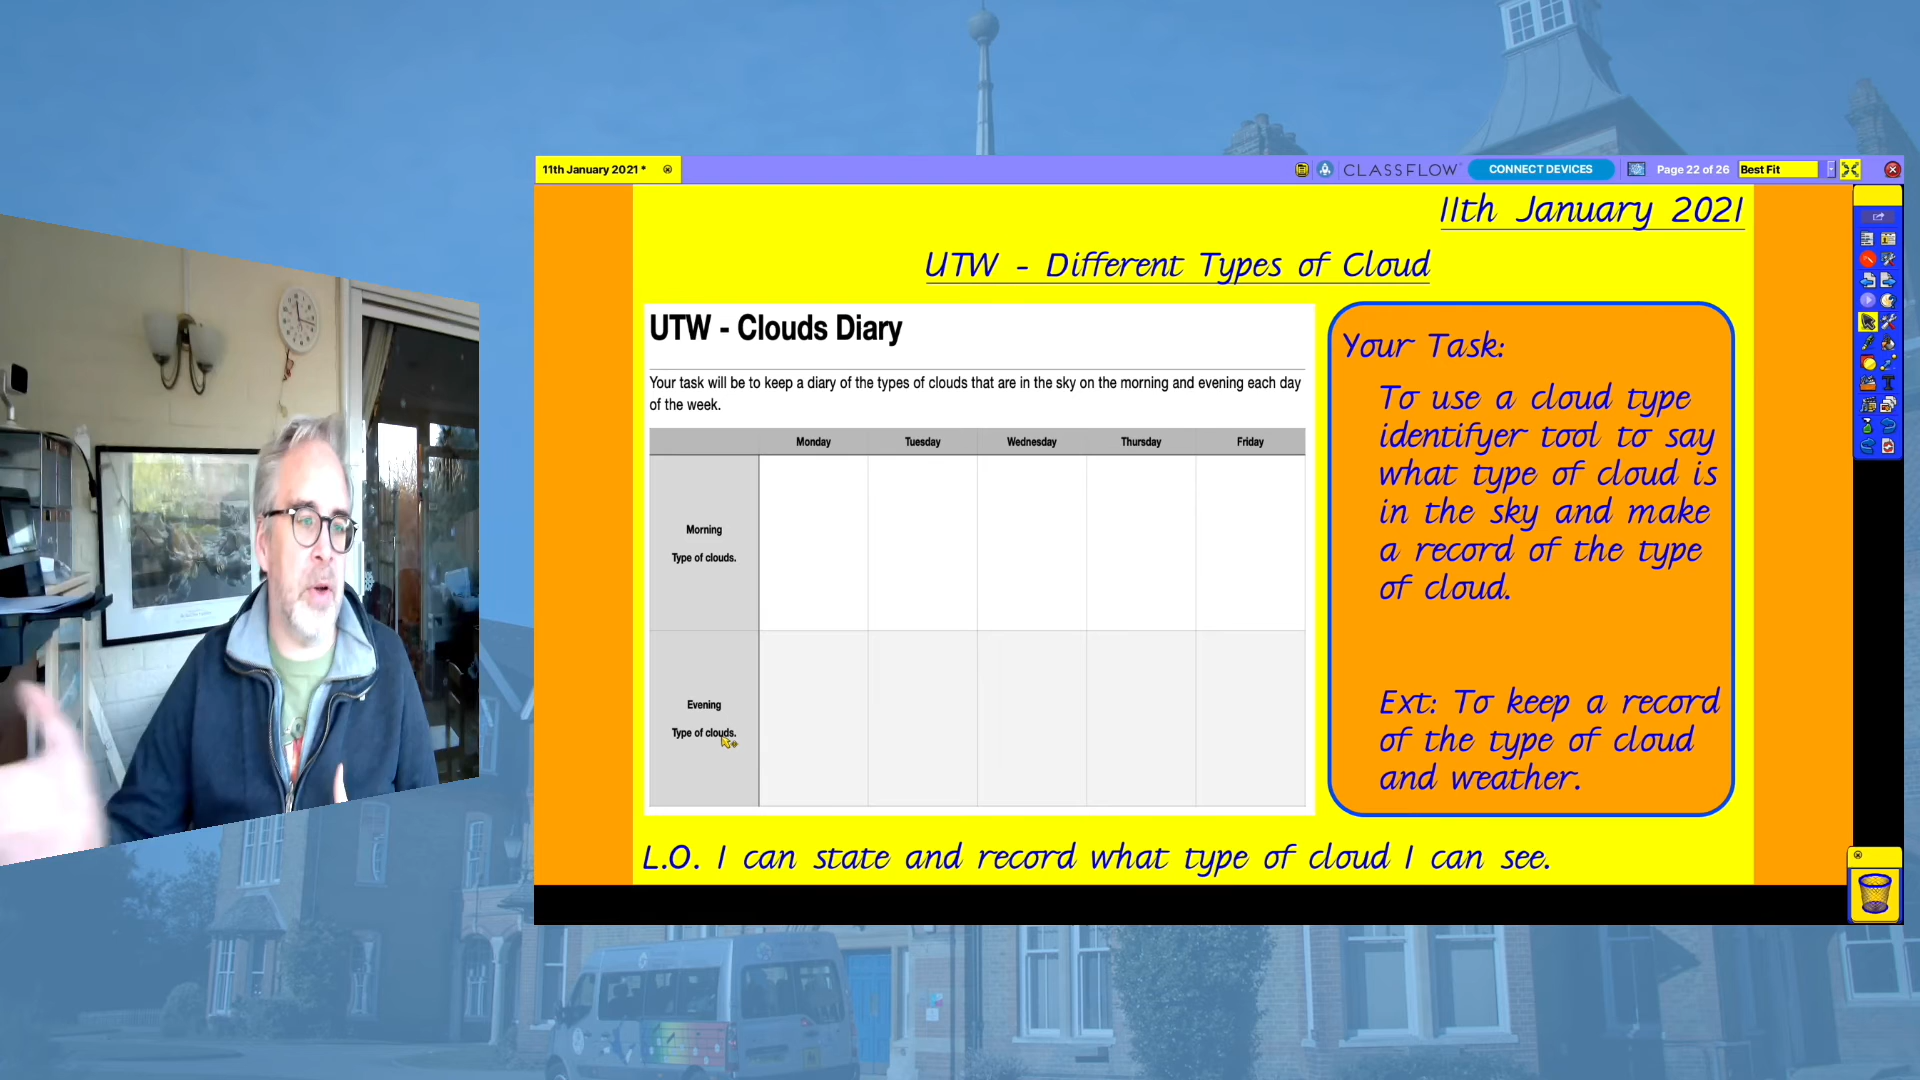 11th January 2021 *
CLASSFLOW
CONNECT DEVICES
Page 22 of 26
Best Fit
11th January 2021
UTW - Different Types of Cloud
UTW - Clouds Diary
Your task will be to keep a diary of the types of clouds that are in the sky on the morning and evening each day
of the week.
Monday Tuesday Wednesday Thursday Friday
Morning
Type of clouds.
Evening
Type of clouds.
Your Task:
To use a cloud type
identifyer tool to say
what type of cloud is
in the sky and make
a record of the type
of cloud.
Ext: To keep a record
of the type of cloud
and weather.
L.O. I can state and record what type of cloud I can see.